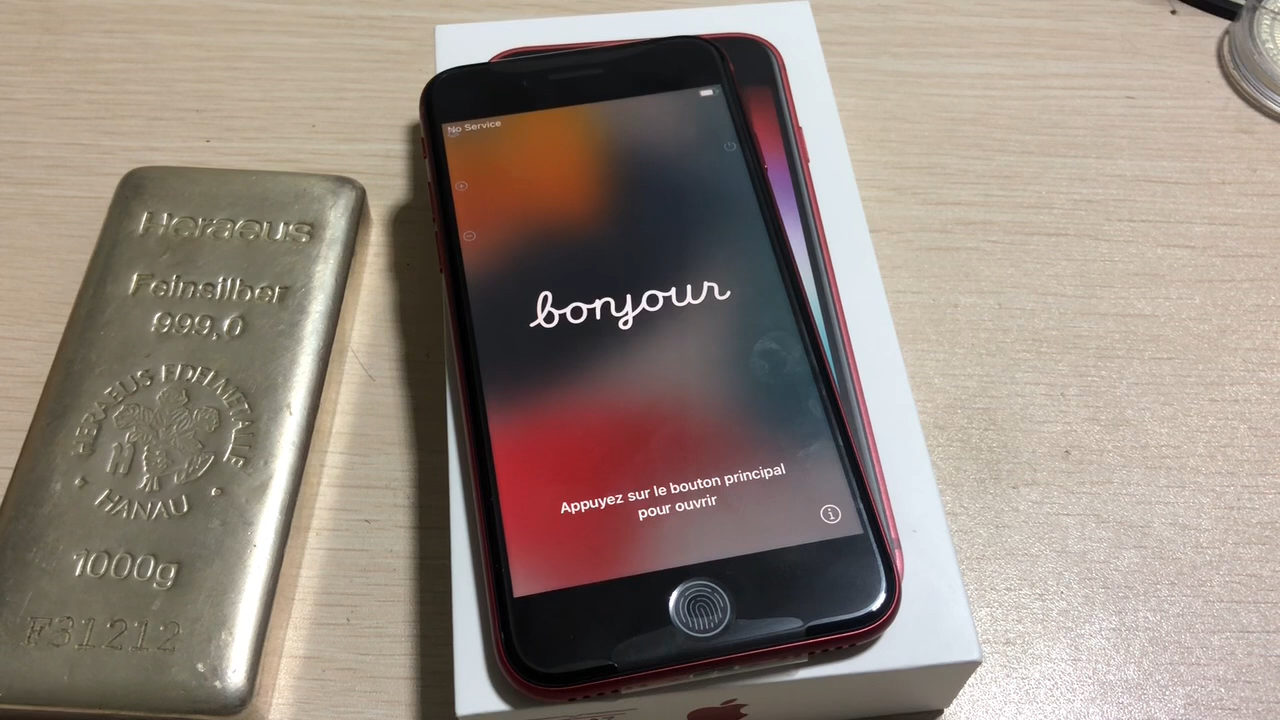 Heraeus
Feinsilber
999,0
HERAEUS EDELMETALLE
HANAU
1000g
F31212
No Service
bonjour
Appuyez sur le bouton principal
pour ouvrir